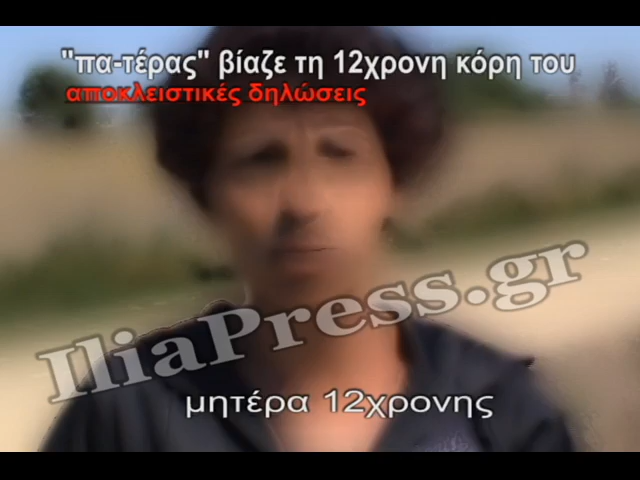 "πα-τέρας" βίαζε τη 12χρονη κόρη του
αποκλειστικές δηλώσεις
IliaPress.gr
μητέρα 12χρονης